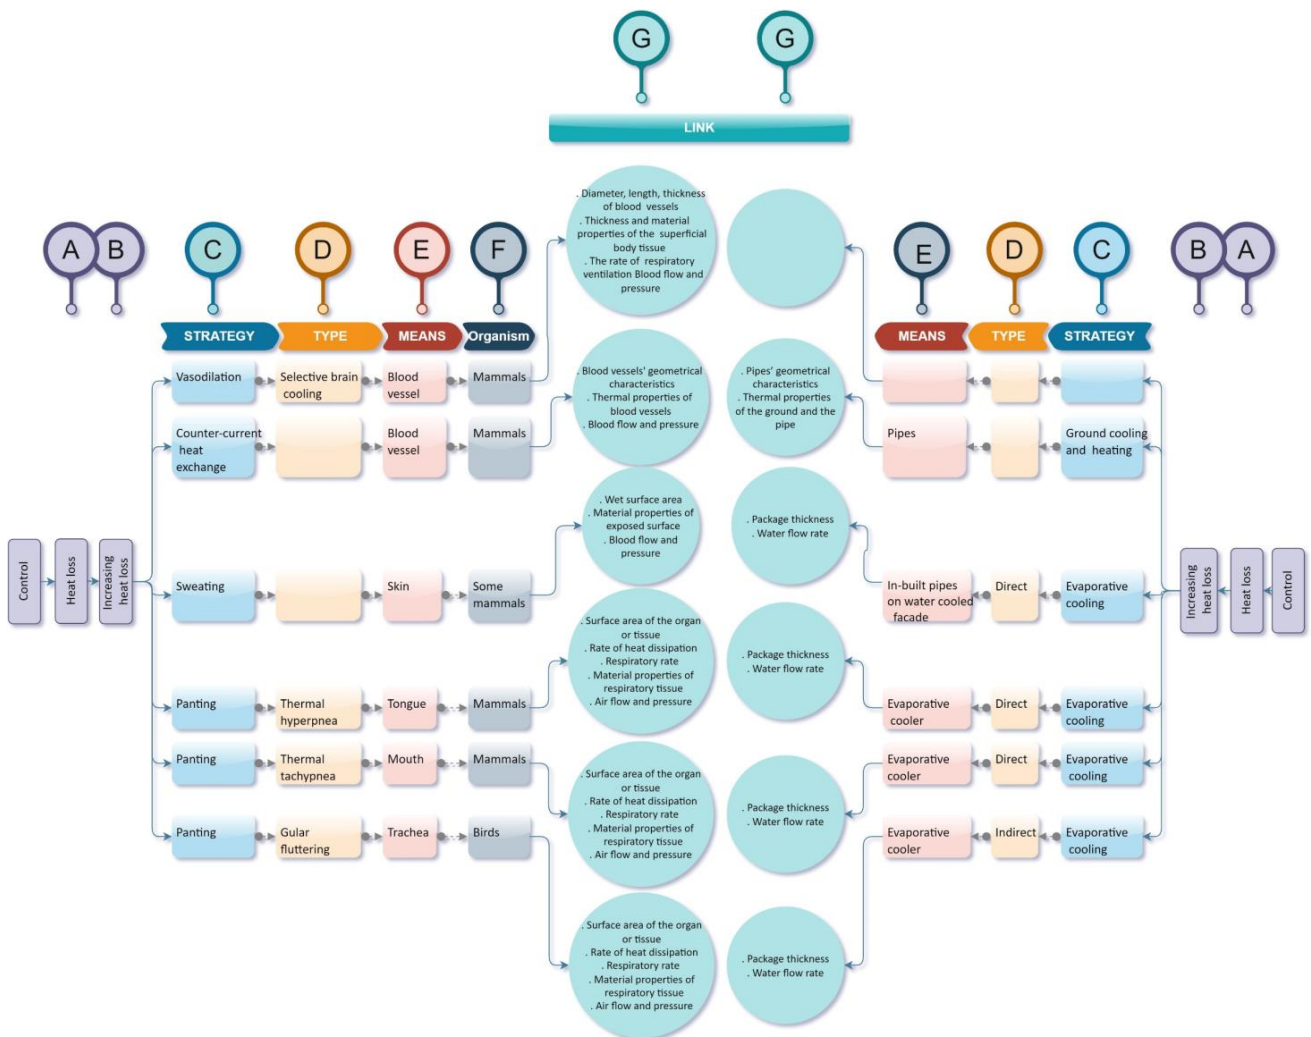 G
G
LINK
A
B
C
D
E
F
E
D
C
B
A
STRATEGY
TYPE
MEANS
Organism
MEANS
TYPE
STRATEGY
. Diameter, length, thickness
of blood vessels
. Thickness and material
properties of the superficial
body tissue
. The rate of respiratory
ventilation Blood flow and
pressure
Vasodilation
Selective brain
cooling
Blood
vessel
Mammals
Counter-current
heat
exchange
Blood
vessel
Mammals
. Blood vessels' geometrical
characteristics
. Thermal properties of
blood vessels
. Blood flow and pressure
. Pipes' geometrical
characteristics
. Thermal properties
of the ground and the
pipe
Pipes
Ground cooling
and heating
Control
Heat loss
Increasing
heat loss
Sweating
Skin
Some
mammals
. Wet surface area
. Material properties of
exposed surface
. Blood flow and
pressure
. Package thickness
. Water flow rate
In-built pipes
on water cooled
facade
Direct
Evaporative
cooling
Increasing
heat loss
Heat loss
Control
Panting
Thermal
hyperpnea
Tongue
Mammals
. Surface area of the organ
or tissue
. Rate of heat dissipation
. Respiratory rate
. Material properties of
respiratory tissue
. Air flow and pressure
. Package thickness
. Water flow rate
Evaporative
cooler
Direct
Evaporative
cooling
Panting
Thermal
tachypnea
Mouth
Mammals
. Surface area of the organ
or tissue
. Rate of heat dissipation
. Respiratory rate
. Material properties of
respiratory tissue
. Air flow and pressure
. Package thickness
. Water flow rate
Evaporative
cooler
Direct
Evaporative
cooling
Panting
Gular
fluttering
Trachea
Birds
. Surface area of the organ
or tissue
. Rate of heat dissipation
. Respiratory rate
. Material properties of
respiratory tissue
. Air flow and pressure
. Package thickness
. Water flow rate
Evaporative
cooler
Indirect
Evaporative
cooling